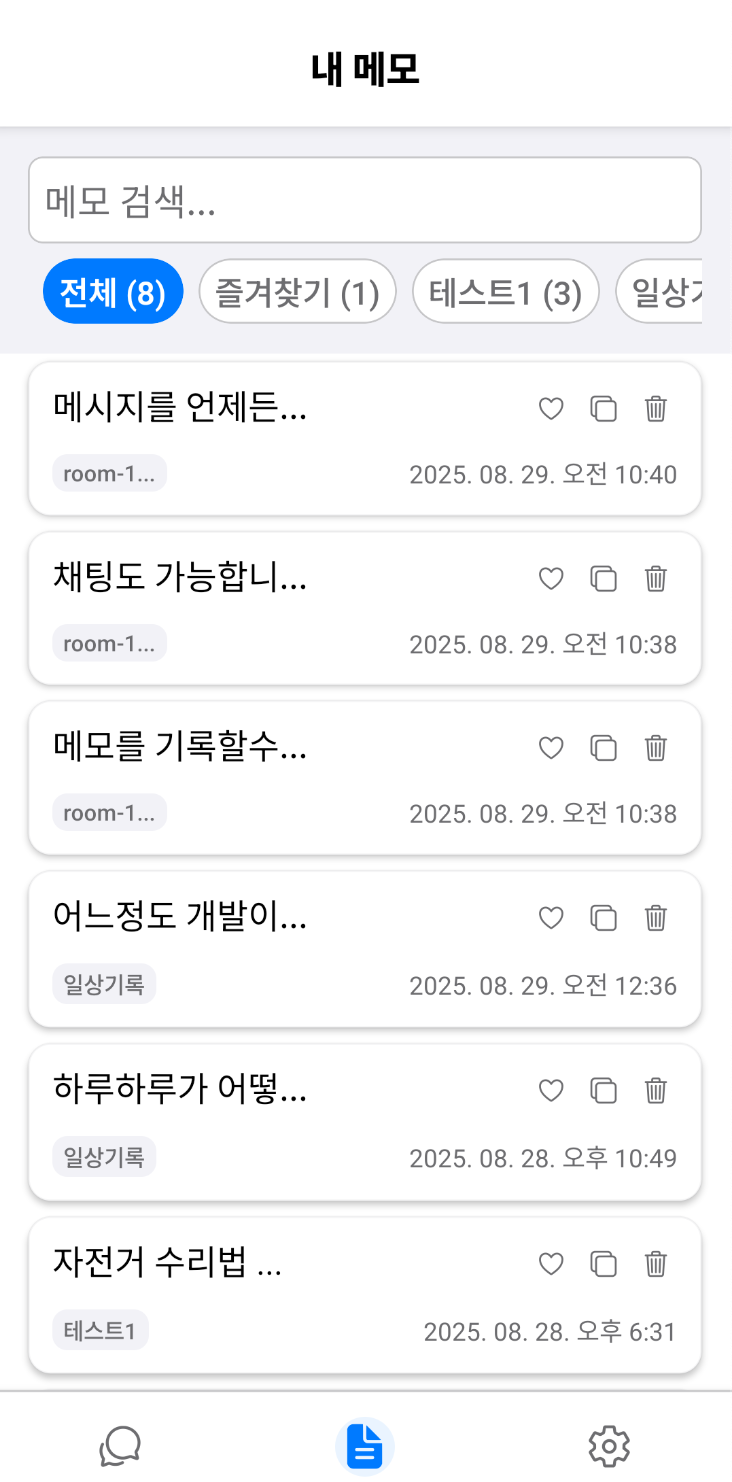 내 메모
메모 검색...
전체 (8) 즐겨찾기 (1) 테스트1 (3) 일상기
메시지를 언제든...
room-1... 2025. 08. 29. 오전 10:40
채팅도 가능합니...
room-1... 2025. 08. 29. 오전 10:38
메모를 기록할수...
room-1... 2025. 08. 29. 오전 10:38
어느정도 개발이...
일상기록 2025. 08. 29. 오전 12:36
하루하루가 어떻...
일상기록 2025. 08. 28. 오후 10:49
자전거 수리법 ...
테스트1 2025. 08. 28. 오후 6:31